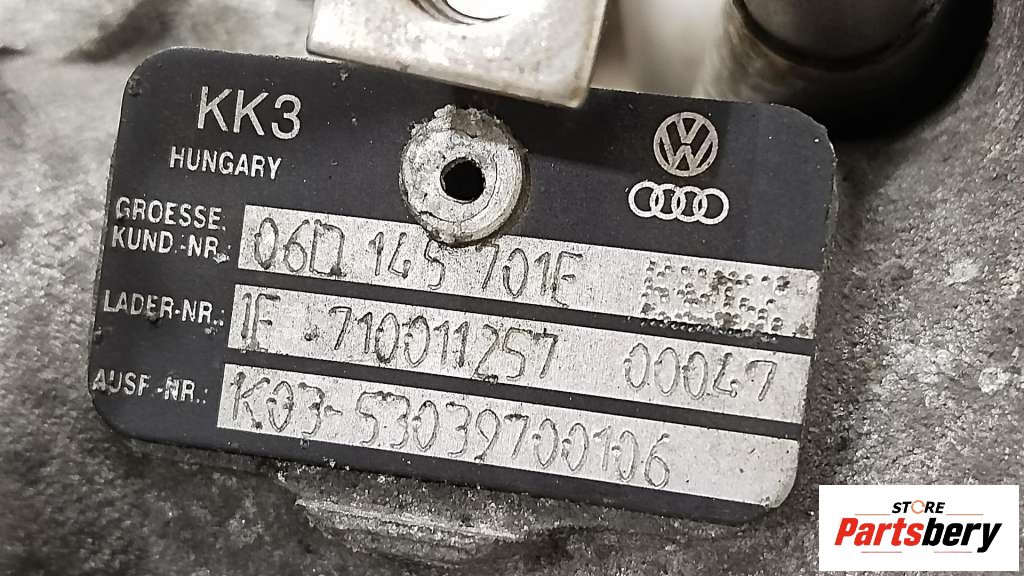 KK3
HUNGARY
GROESSE:
KUND.-NR.: 06D 145 701E
LADER-NR.: 1E 710011257 00047
AUSF.-NR.: K03-53039700106
STORE
Partsbery